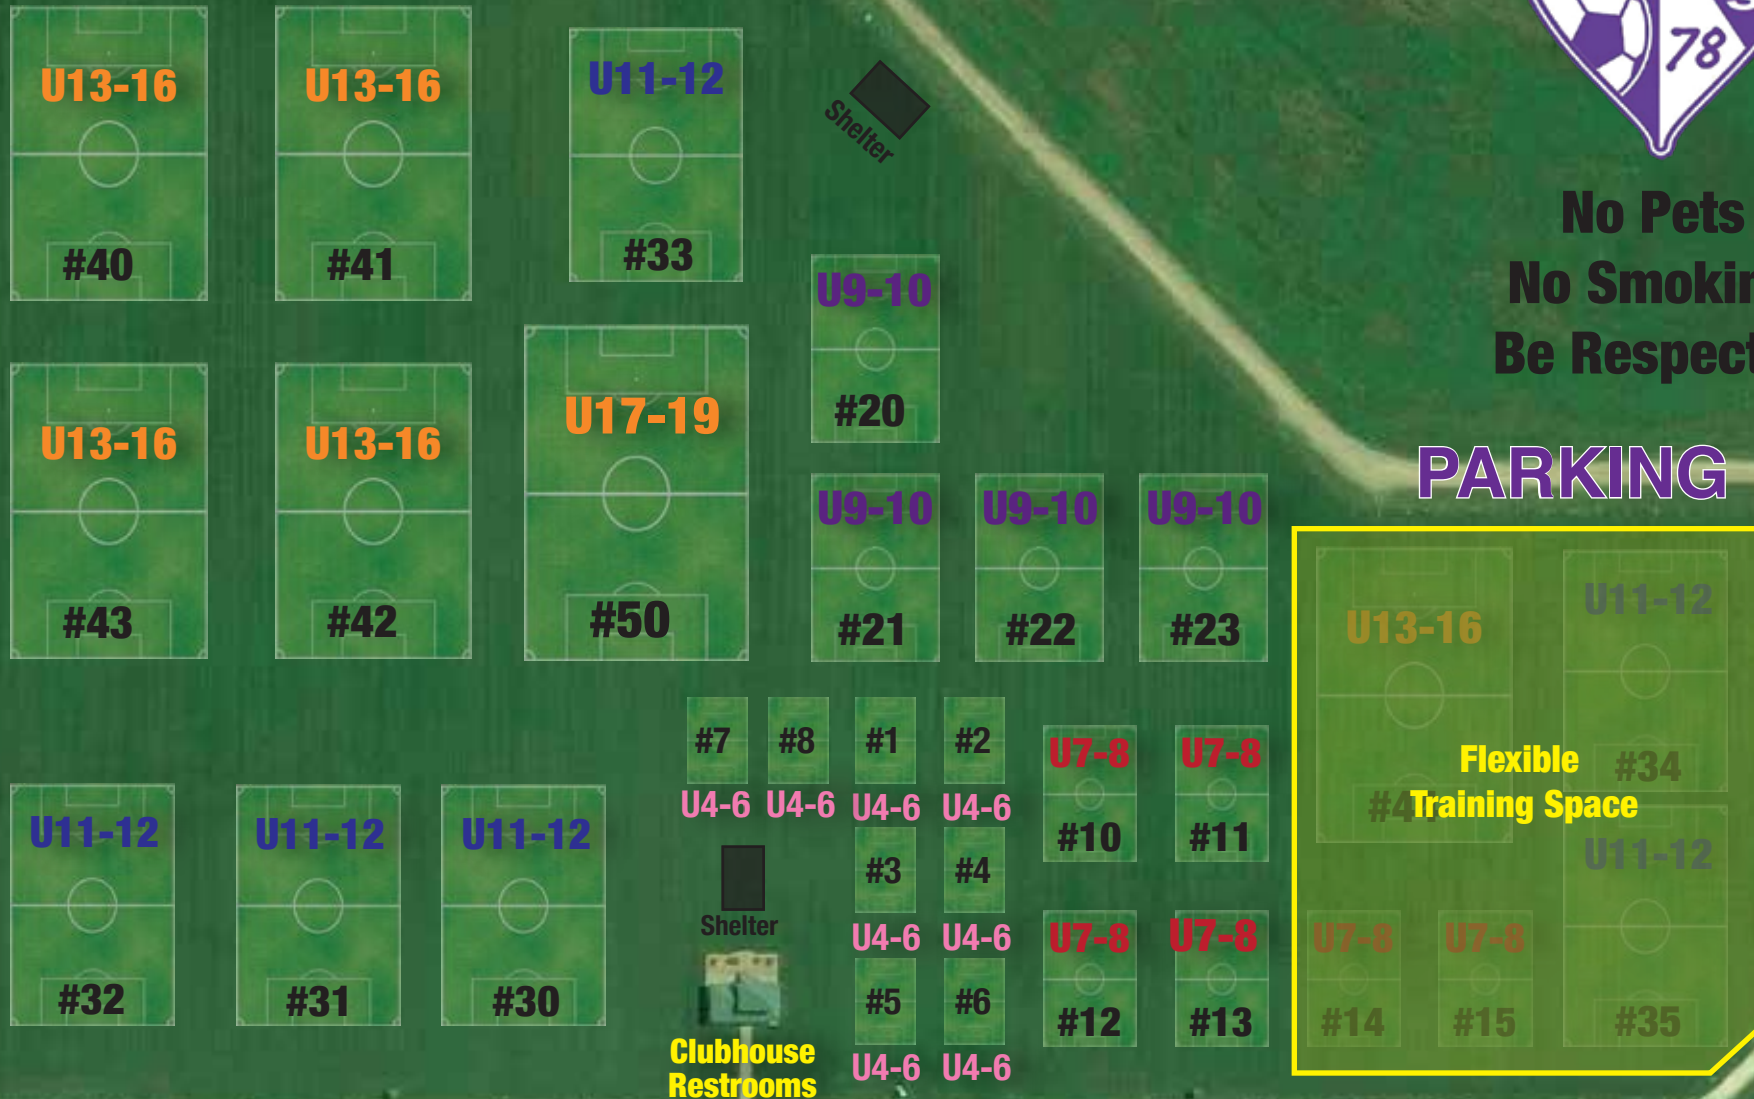 78
No Pets
No Smokin
Be Respect
PARKING
U13-16
#40
U13-16
#41
U11-12
#33
Shelter
U9-10
#20
U13-16
#43
U13-16
#42
U17-19
#50
U9-10
#21
U9-10
#22
U9-10
#23
#7
U4-6
#8
U4-6
#1
U4-6
#2
U4-6
#3
U4-6
#4
U4-6
#5
U4-6
#6
U4-6
U7-8
#10
U7-8
#11
U7-8
#12
U7-8
#13
U11-12
#32
U11-12
#31
U11-12
#30
Shelter
Clubhouse
Restrooms
U13-16
#44
U11-12
#34
Flexible
Training Space
U11-12
#35
U7-8
#14
U7-8
#15